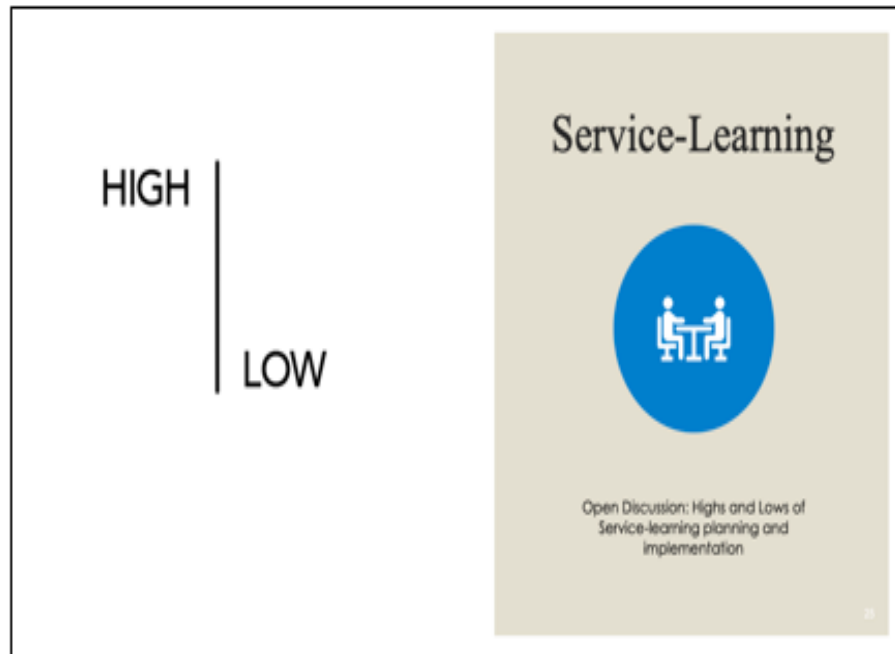 HIGH
LOW
Service-Learning
Open Discussion: Highs and Lows of
Service-learning planning and
implementation